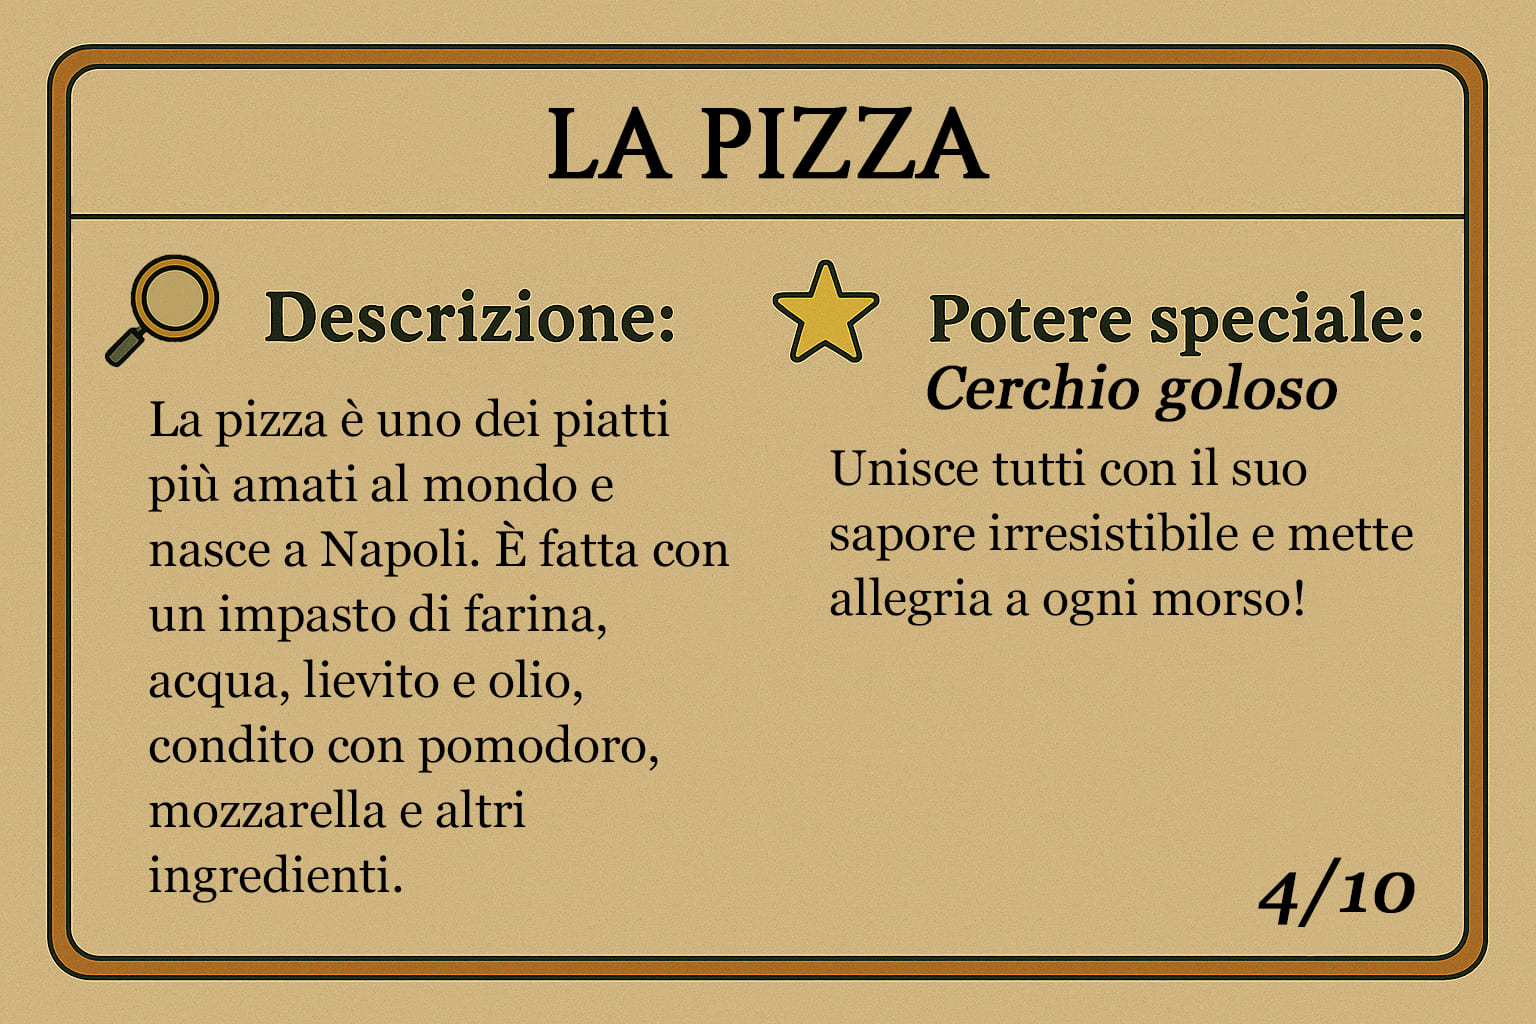 LA PIZZA
Descrizione:
La pizza è uno dei piatti
più amati al mondo e
nasce a Napoli. È fatta con
un impasto di farina,
acqua, lievito e olio,
condito con pomodoro,
mozzarella e altri
ingredienti.
Potere speciale:
Cerchio goloso
Unisce tutti con il suo
sapore irresistibile e mette
allegria a ogni morso!
4/10